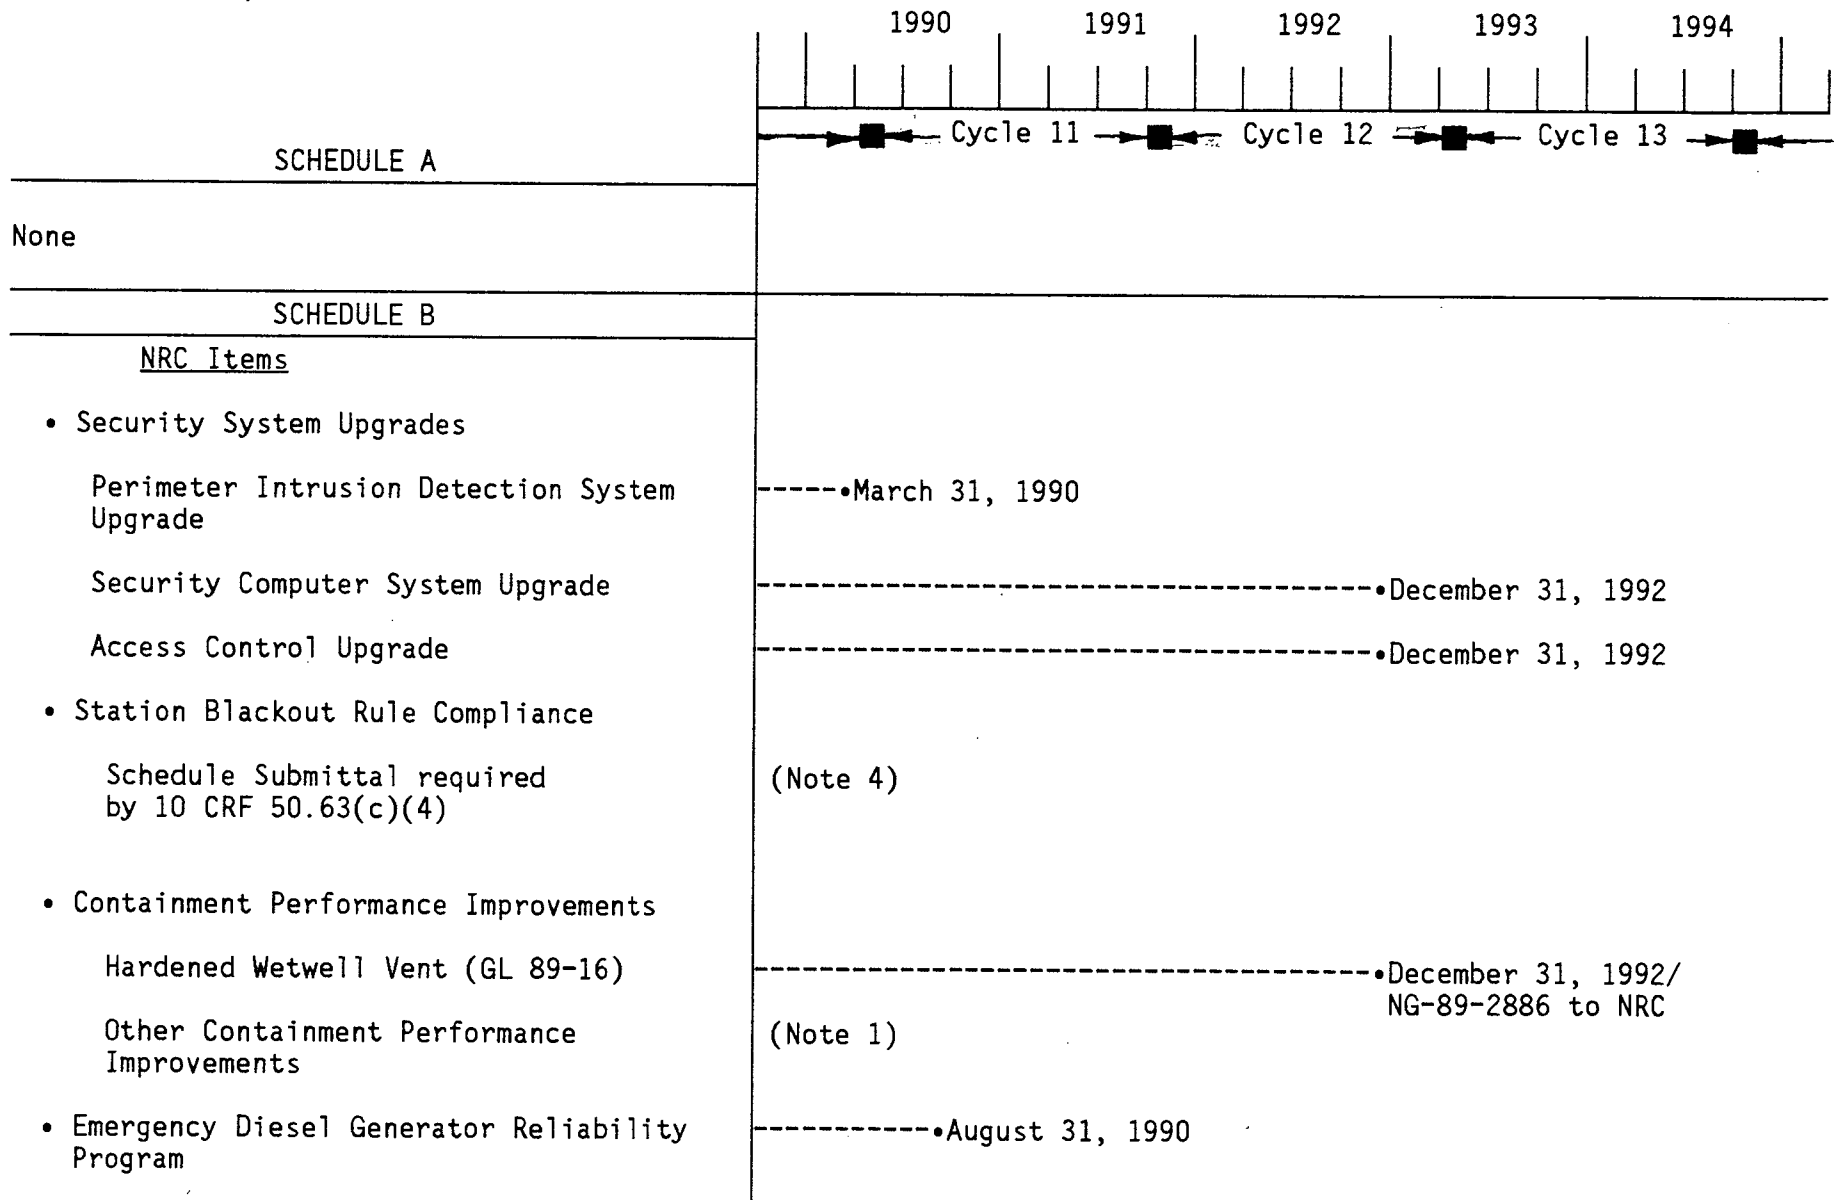 1990 1991 1992 1993 1994
Cycle 11 Cycle 12 Cycle 13
SCHEDULE A
None
SCHEDULE B
NRC Items
• Security System Upgrades
Perimeter Intrusion Detection System •March 31, 1990
Upgrade
Security Computer System Upgrade •December 31, 1992
Access Control Upgrade •December 31, 1992
• Station Blackout Rule Compliance
Schedule Submittal required (Note 4)
by 10 CRF 50.63(c)(4)
• Containment Performance Improvements
Hardened Wetwell Vent (GL 89-16) •December 31, 1992/
NG-89-2886 to NRC
Other Containment Performance (Note 1)
Improvements
• Emergency Diesel Generator Reliability •August 31, 1990
Program